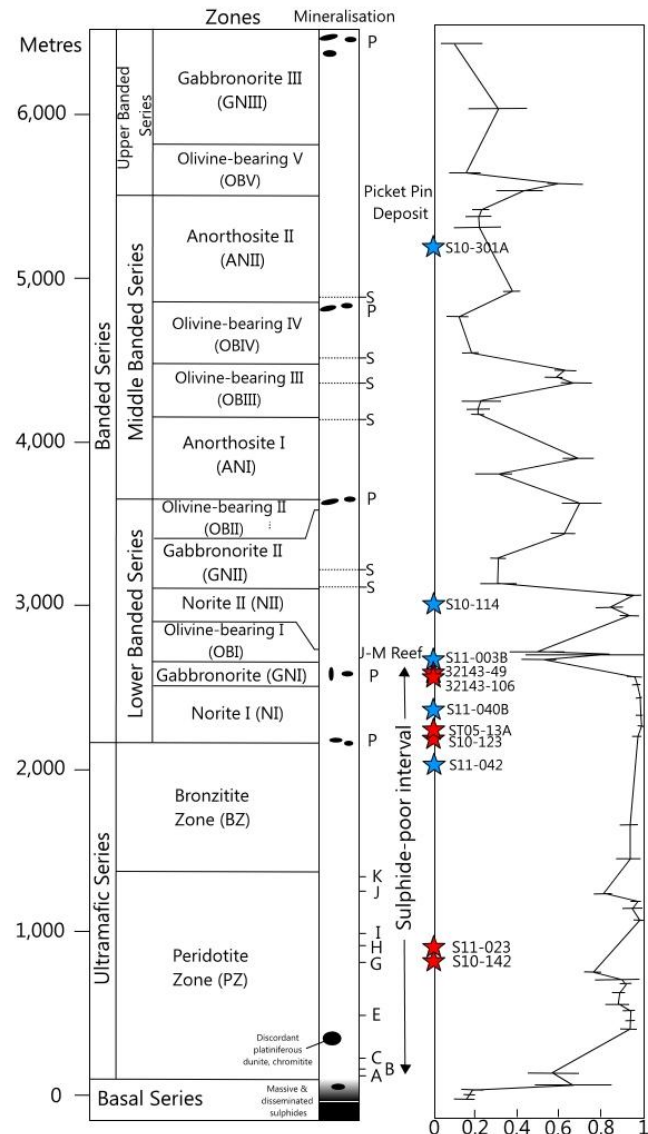 Zones
Mineralisation
Metres
6,000
5,000
4,000
3,000
2,000
1,000
0
Banded Series
Ultramafic Series
Upper Banded
Series
Middle Banded Series
Lower Banded Series
Gabbronorite III
(GNIII)
Olivine-bearing V
(OBV)
Anorthosite II
(ANII)
Olivine-bearing IV
(OBIV)
Olivine-bearing III
(OBIII)
Anorthosite I
(ANI)
Olivine-bearing II
(OBII)
Gabbronorite II
(GNII)
Norite II (NII)
Olivine-bearing I
(OBI)
Gabbronorite (GNI)
Norite I (NI)
Bronzitite
Zone (BZ)
Peridotite
Zone (PZ)
Discordant
platiniferous
dunite, chromitite
Basal Series
Massive &
disseminated
sulphides
P
S
P
S
S
S
P
S
S
P
P
K
J
I
H
G
E
C
B
A
Picket Pin
Deposit
J-M Reef
Sulphide-poor interval
S10-301A
S10-114
S11-003B
32143-49
32143-106
S11-040B
ST05-13A
S10-123
S11-042
S11-023
S10-142
0 0.2 0.4 0.6 0.8 1